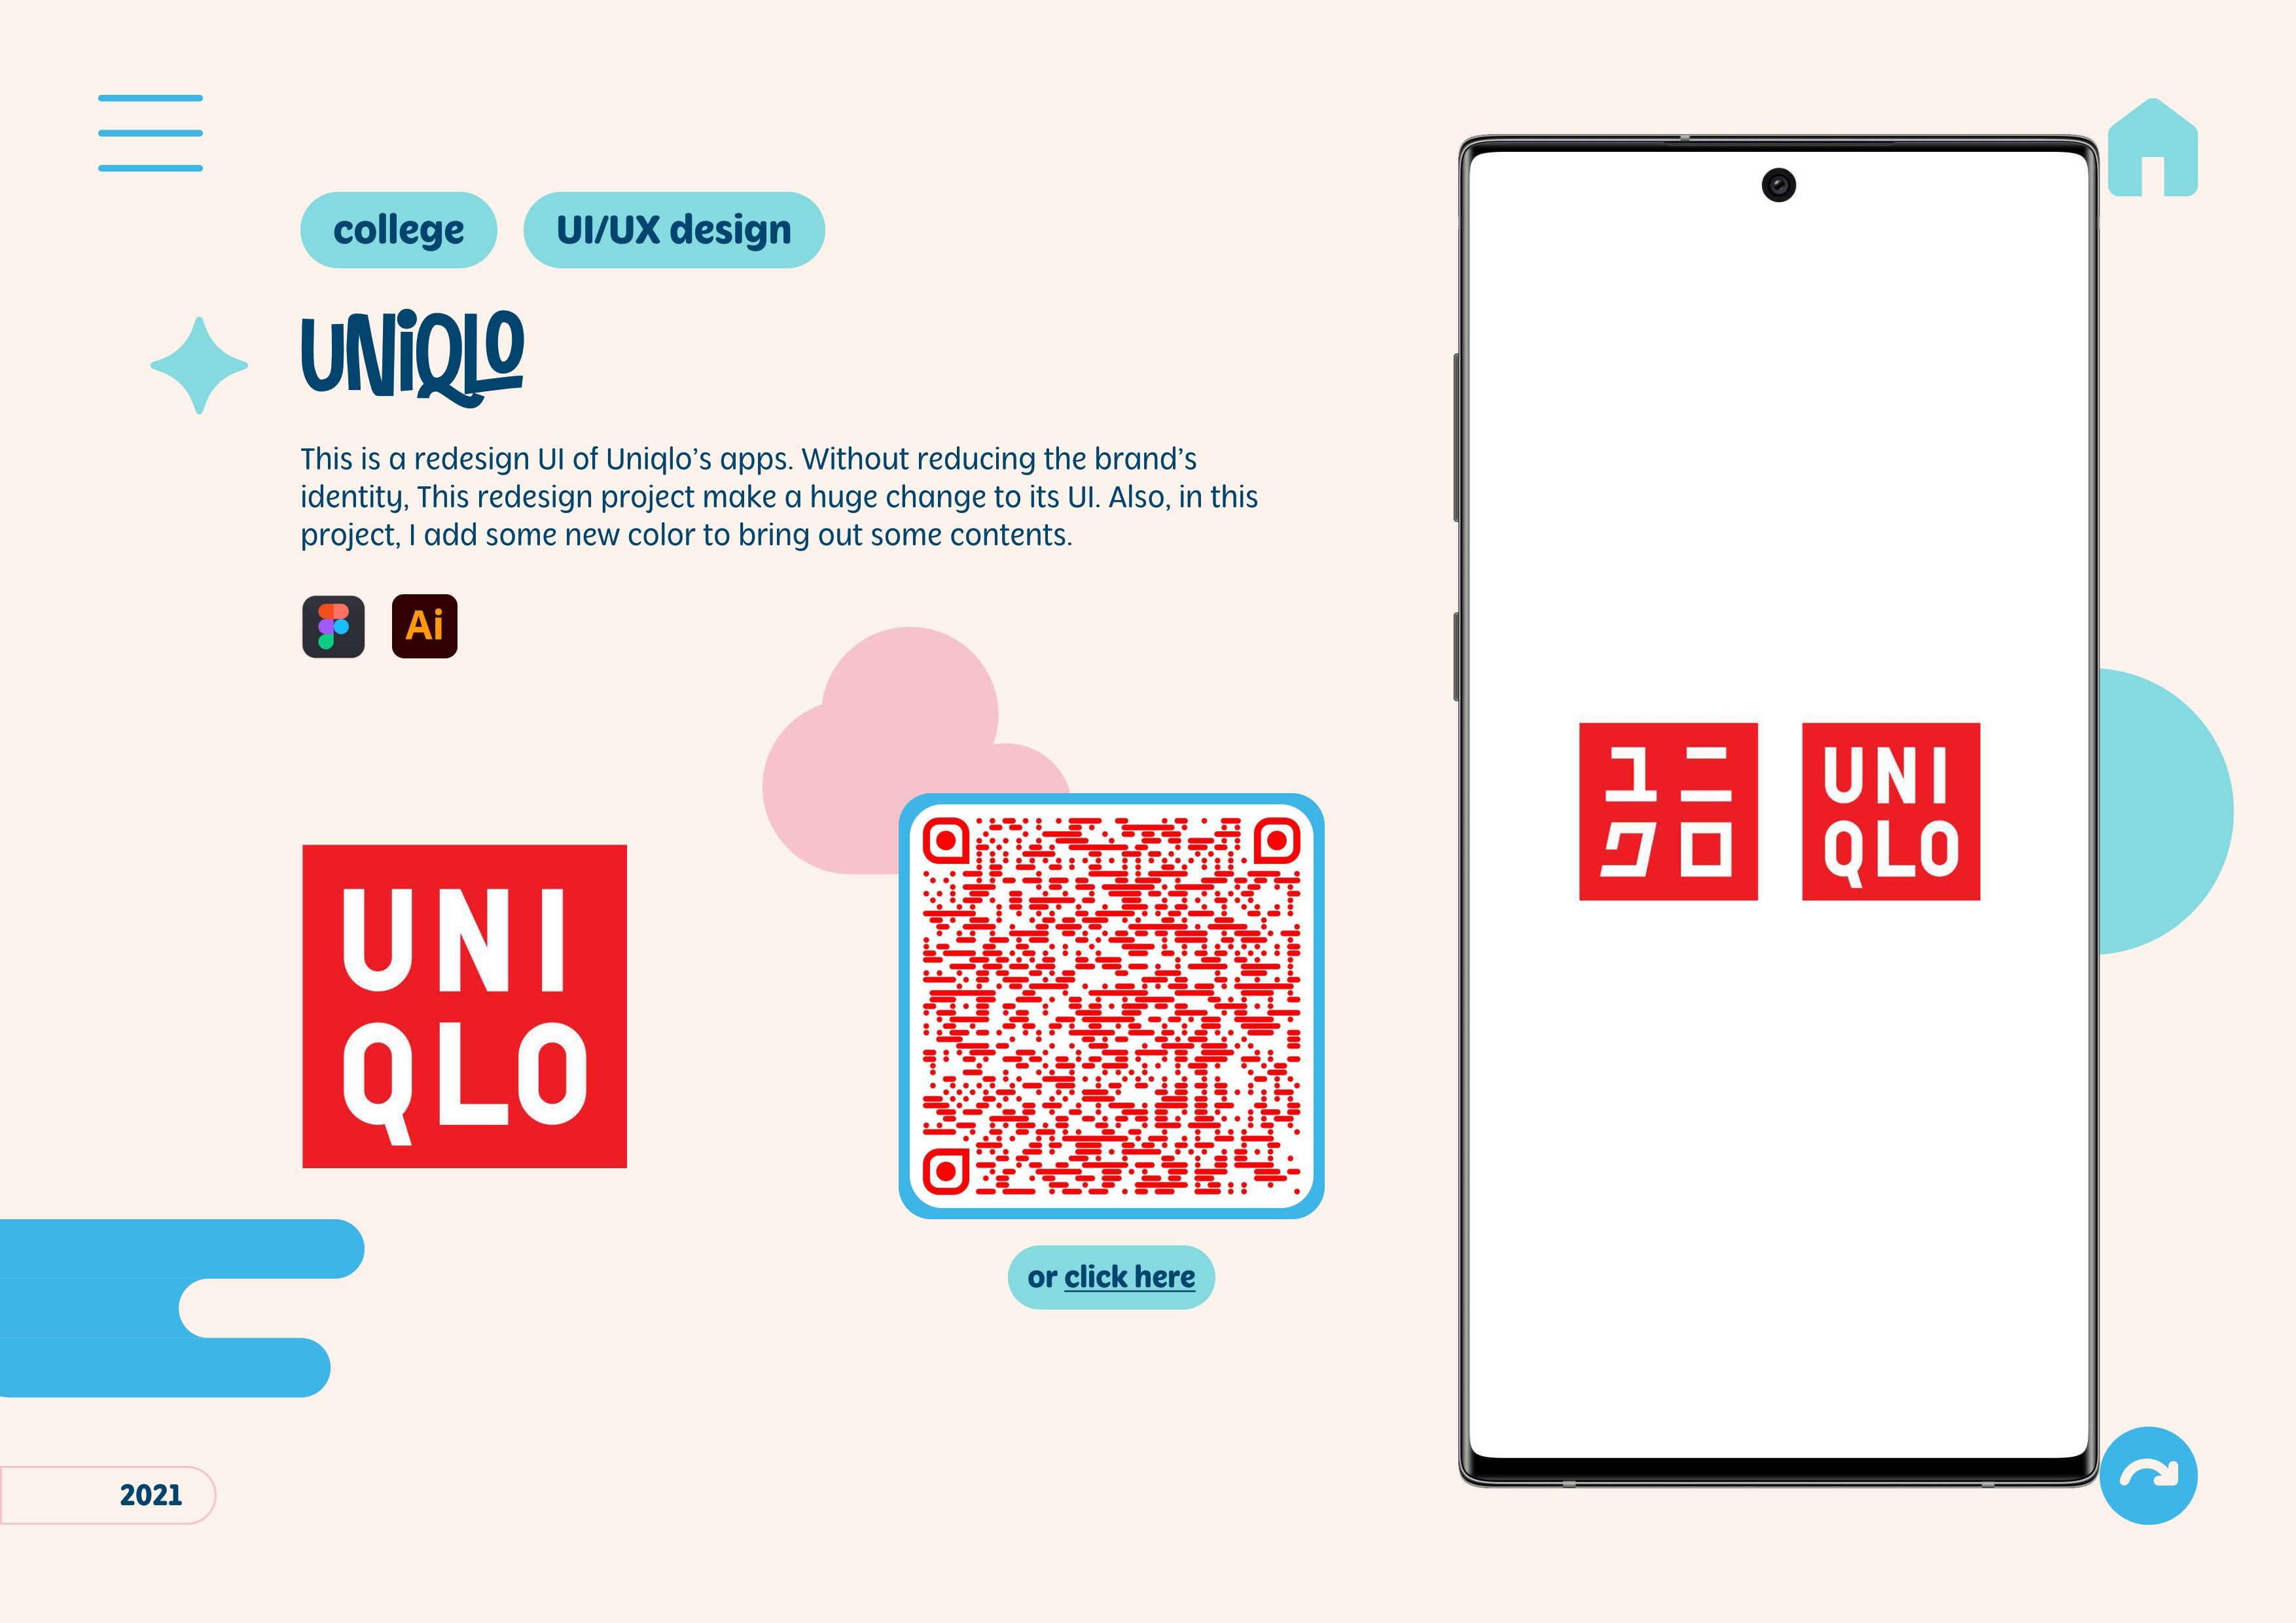 college
UI/UX design
UNiQLO
This is a redesign UI of Uniqlo’s apps. Without reducing the brand’s
identity, This redesign project make a huge change to its UI. Also, in this
project, I add some new color to bring out some contents.
Ai
UNI
QLO
or click here
2021
ユニ
クロ
UNI
QLO